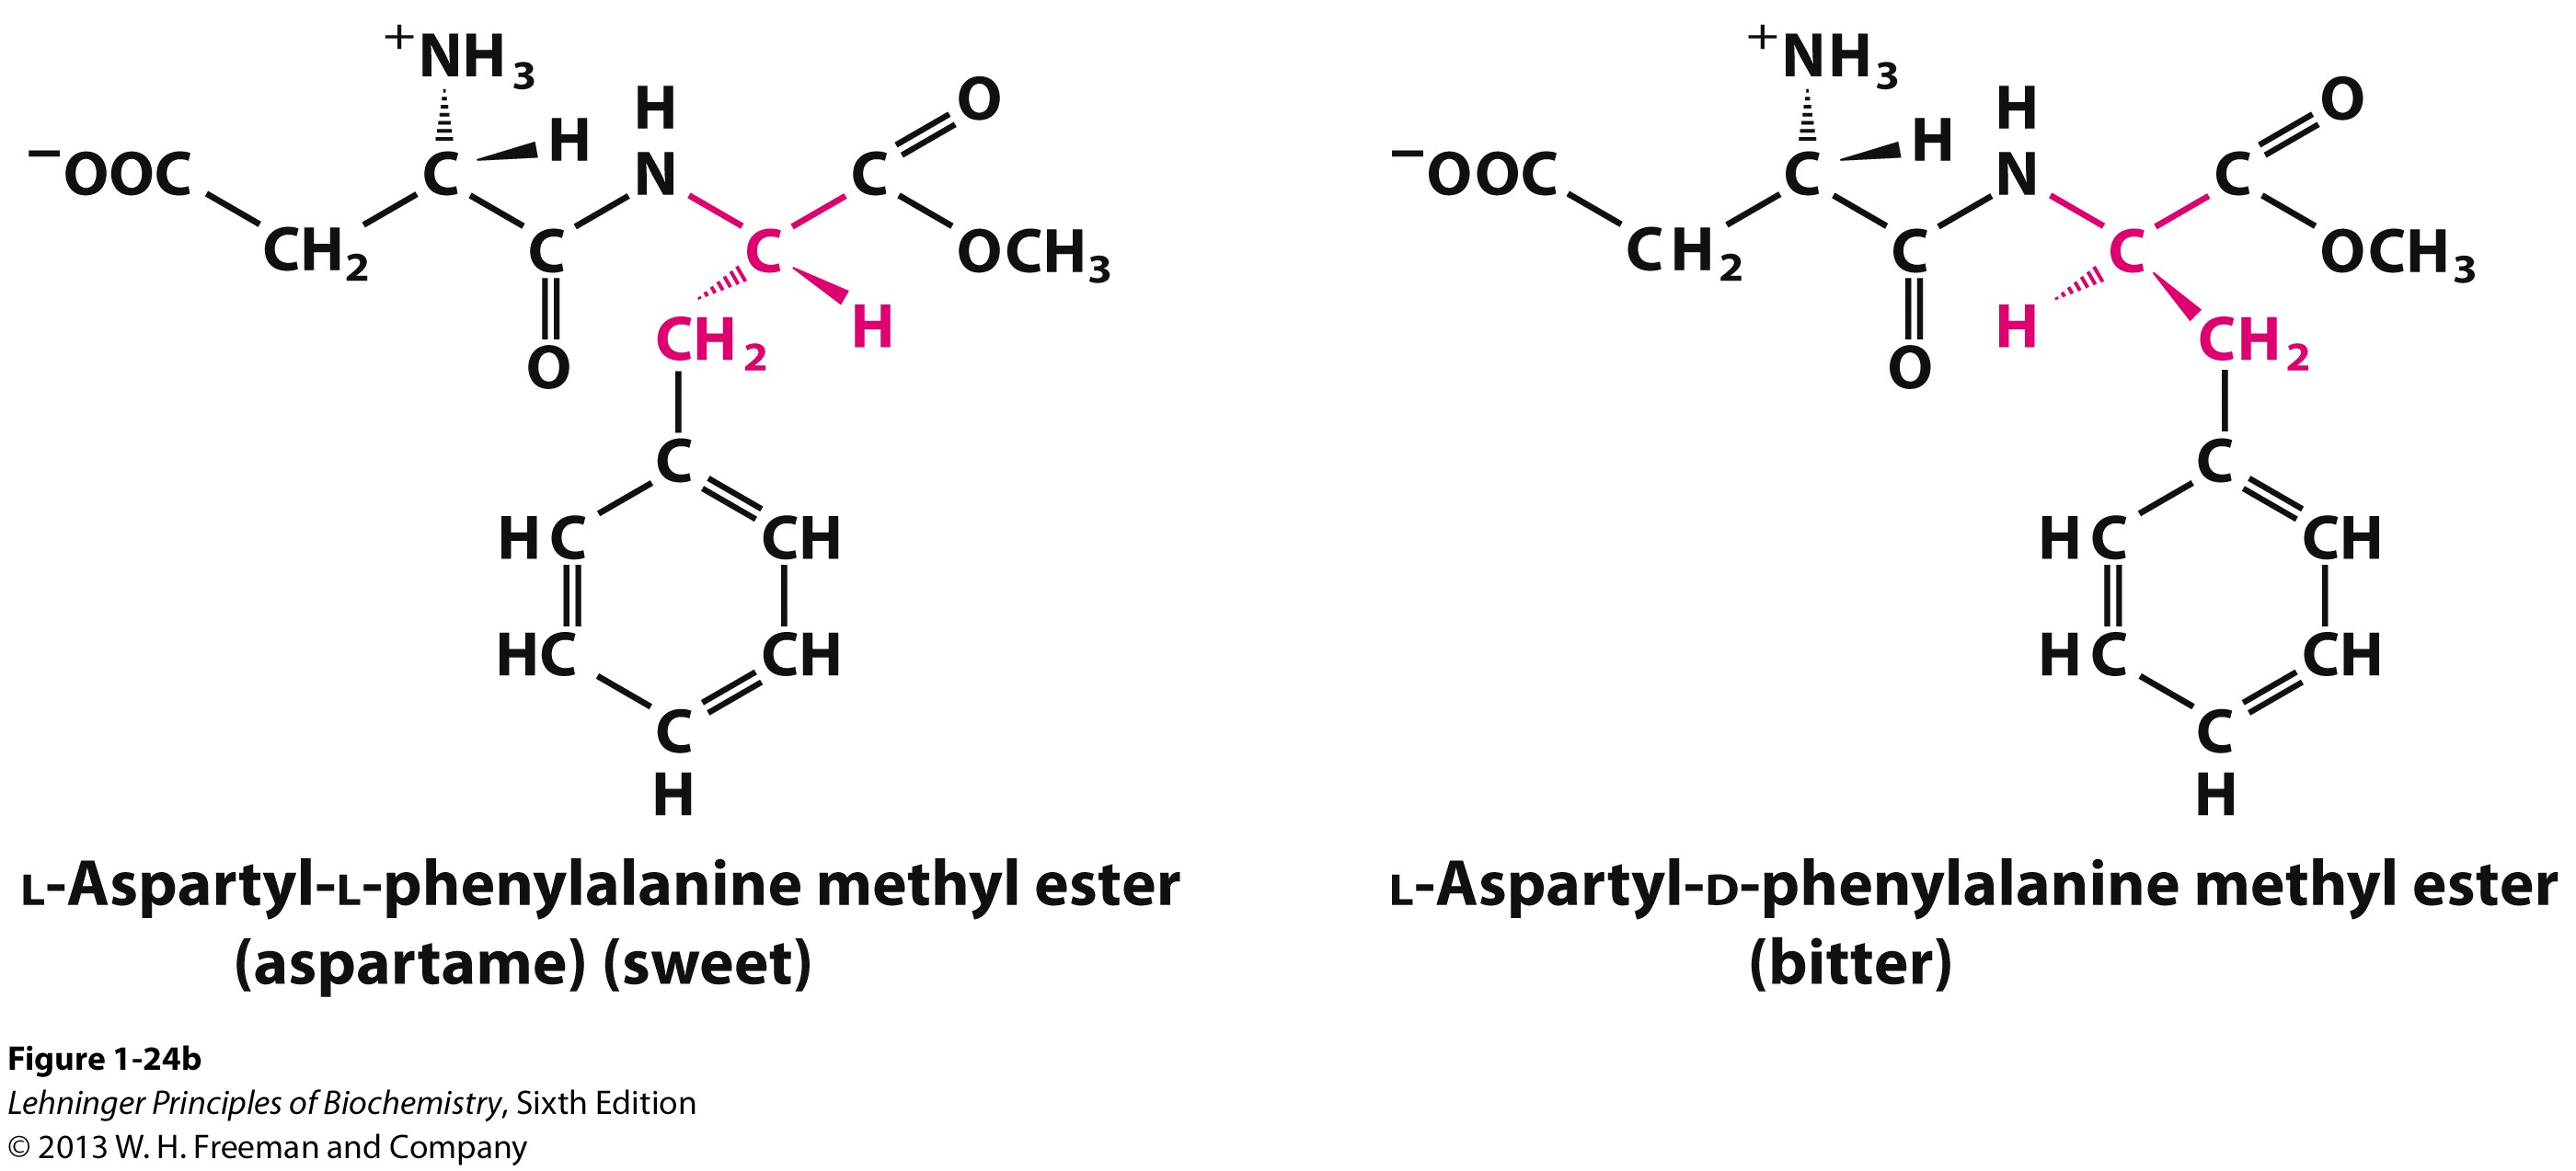 ⁺NH₃
H
H
O
⁻OOC
C
N
C
CH₂
C
C
OCH₃
O
CH₂
H
C
HC
CH
HC
CH
C
H
L-Aspartyl-L-phenylalanine methyl ester
(aspartame) (sweet)
⁺NH₃
H
H
O
⁻OOC
C
N
C
CH₂
C
C
OCH₃
O
H
CH₂
C
HC
CH
HC
CH
C
H
L-Aspartyl-D-phenylalanine methyl ester
(bitter)
Figure 1-24b
Lehninger Principles of Biochemistry, Sixth Edition
© 2013 W. H. Freeman and Company